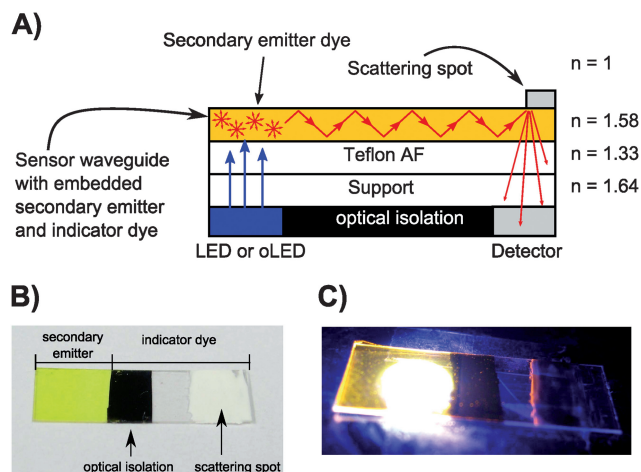 A)
Secondary emitter dye
Scattering spot
n = 1
n = 1.58
Teflon AF
n = 1.33
Sensor waveguide
with embedded
secondary emitter
and indicator dye
Support
n = 1.64
optical isolation
LED or oLED
Detector
B)
C)
secondary
emitter
indicator dye
optical isolation
scattering spot